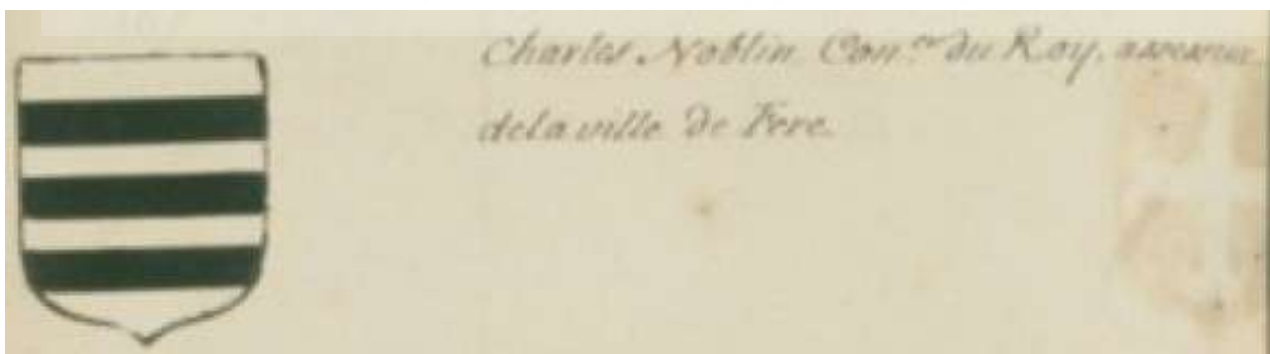 Charles Noblin Con.er du Roy, assesseur
de la ville de Fere.